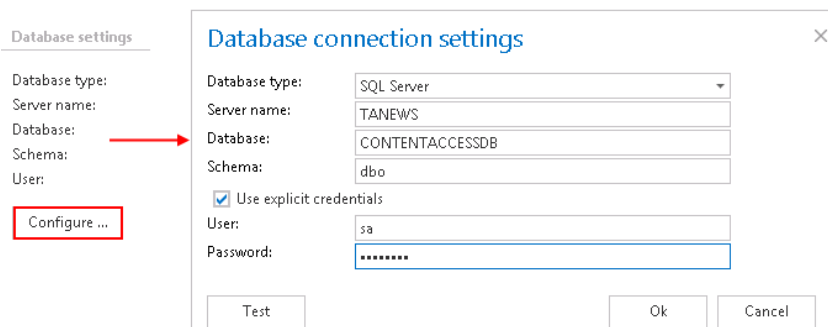 Database settings
Database type:
Server name:
Database:
Schema:
User:
Configure ...
Database connection settings
Database type: SQL Server
Server name: TANEWS
Database: CONTENTACCESSDB
Schema: dbo
Use explicit credentials
User: sa
Password: ••••••••
Test Ok Cancel